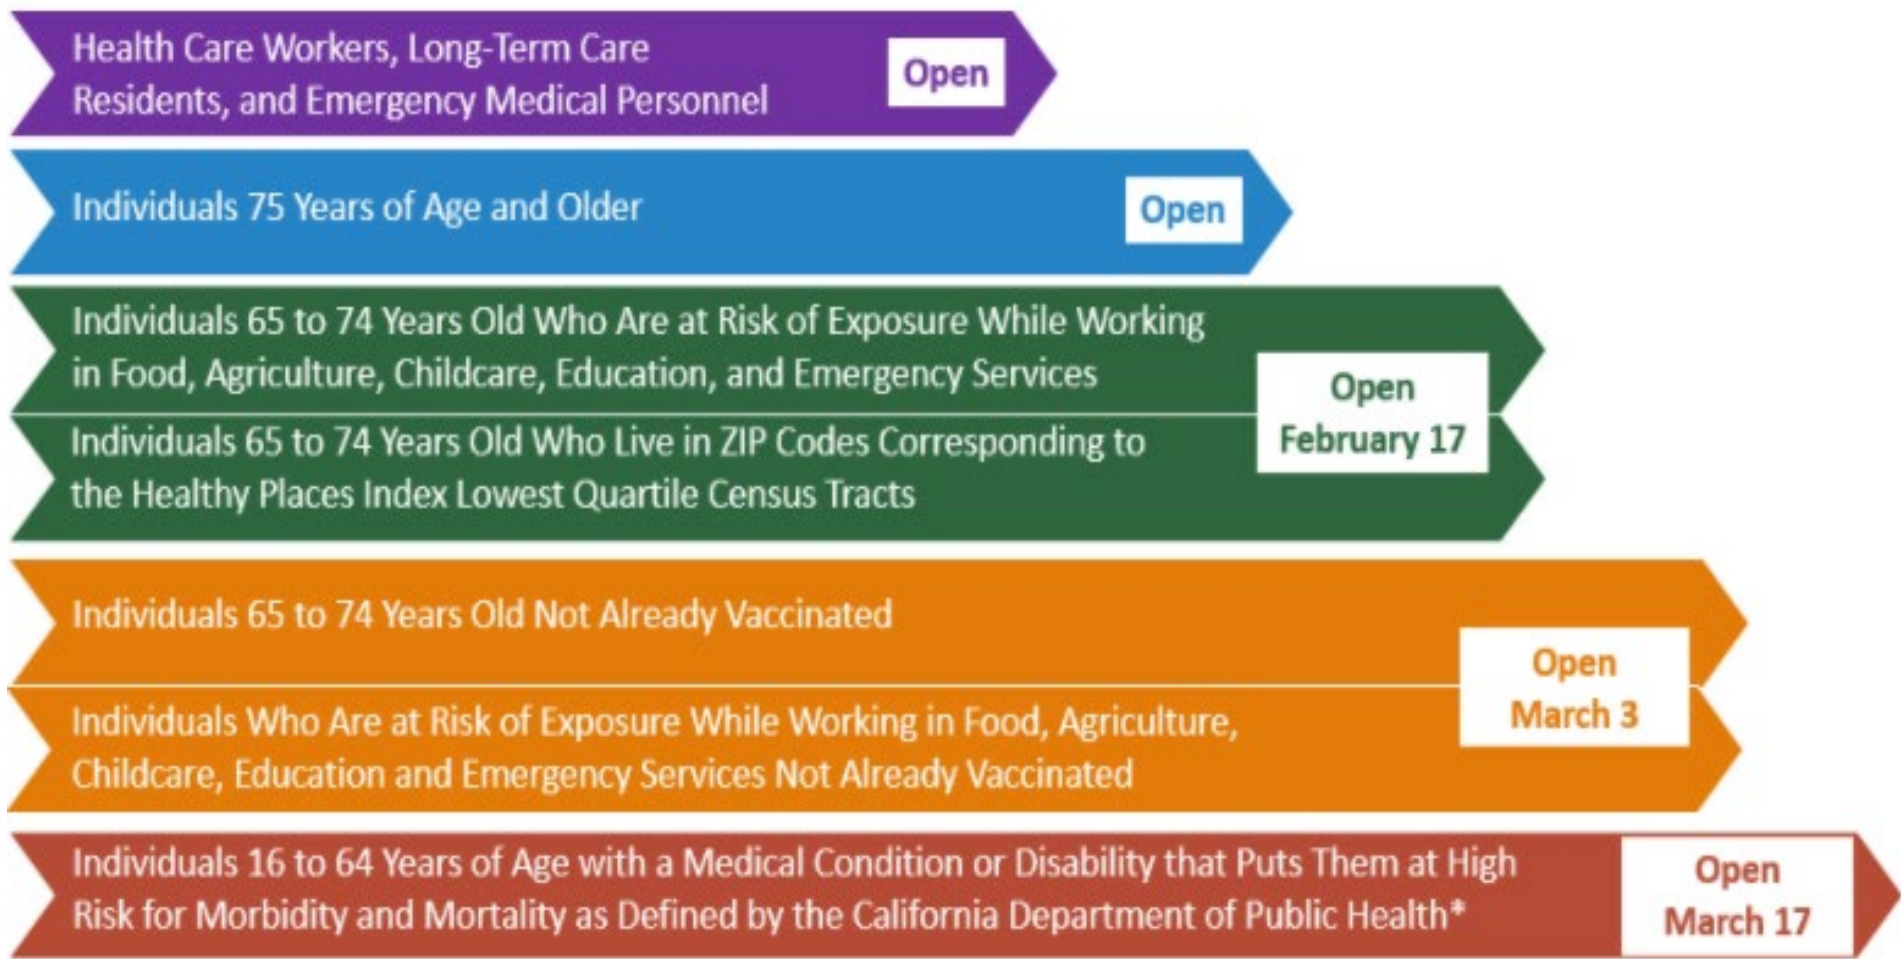 Health Care Workers, Long-Term Care
Residents, and Emergency Medical Personnel
Open
Individuals 75 Years of Age and Older
Open
Individuals 65 to 74 Years Old Who Are at Risk of Exposure While Working
in Food, Agriculture, Childcare, Education, and Emergency Services
Individuals 65 to 74 Years Old Who Live in ZIP Codes Corresponding to
the Healthy Places Index Lowest Quartile Census Tracts
Open
February 17
Individuals 65 to 74 Years Old Not Already Vaccinated
Individuals Who Are at Risk of Exposure While Working in Food, Agriculture,
Childcare, Education and Emergency Services Not Already Vaccinated
Open
March 3
Individuals 16 to 64 Years of Age with a Medical Condition or Disability that Puts Them at High
Risk for Morbidity and Mortality as Defined by the California Department of Public Health*
Open
March 17